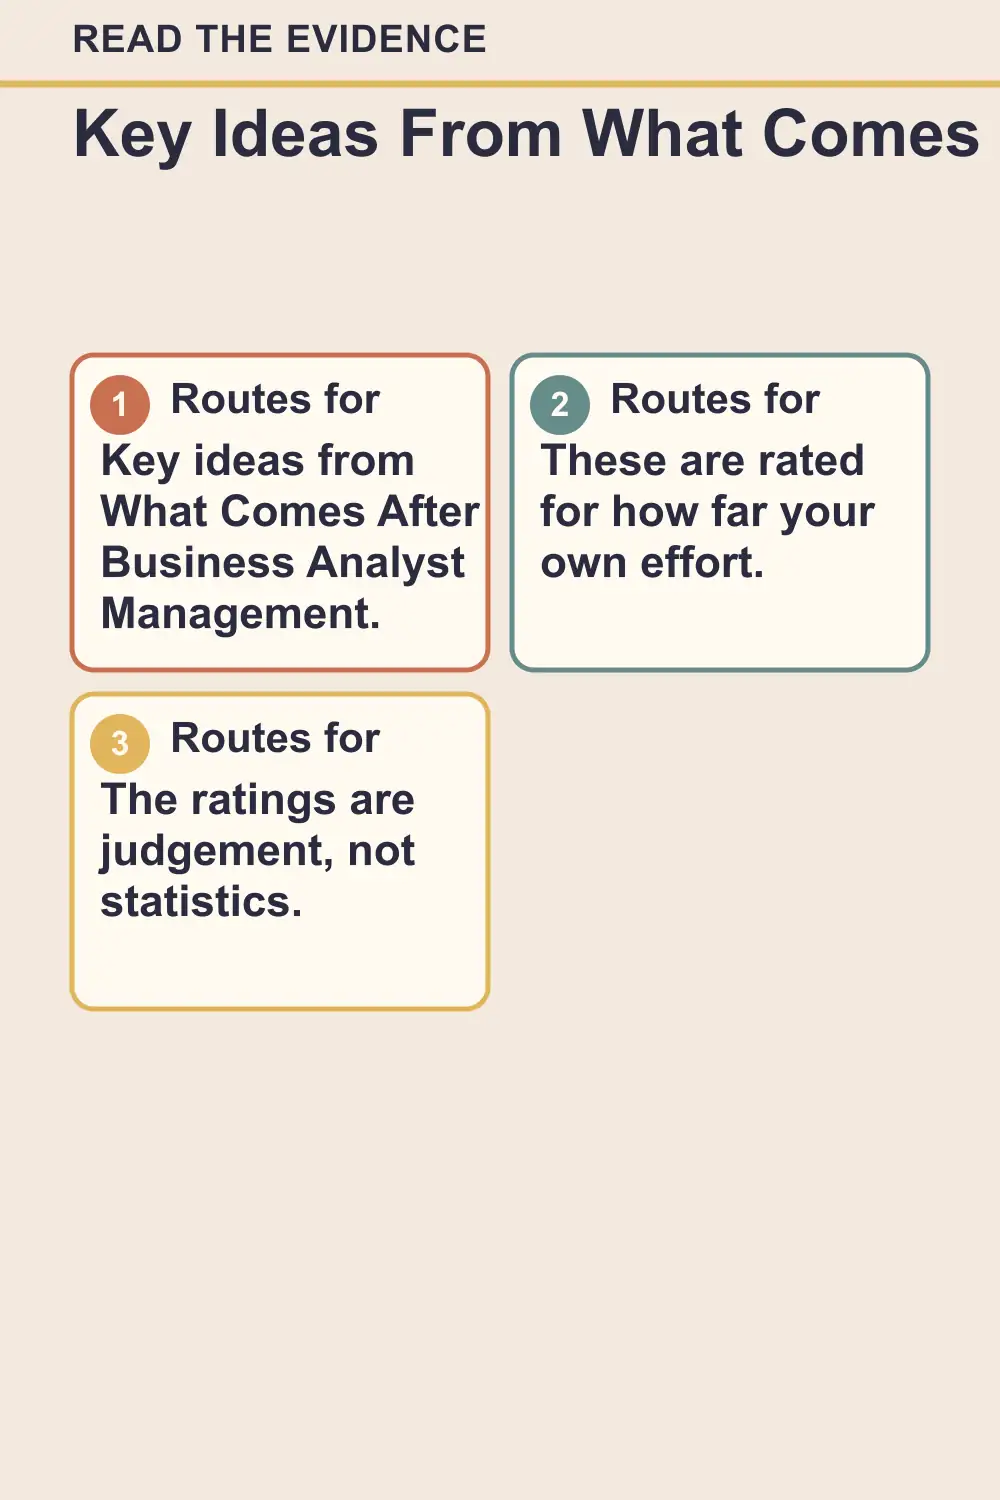 READ THE EVIDENCE
Key Ideas From What Comes
1 Routes for
Key ideas from
What Comes After
Business Analyst
Management.
2 Routes for
These are rated
for how far your
own effort.
3 Routes for
The ratings are
judgement, not
statistics.